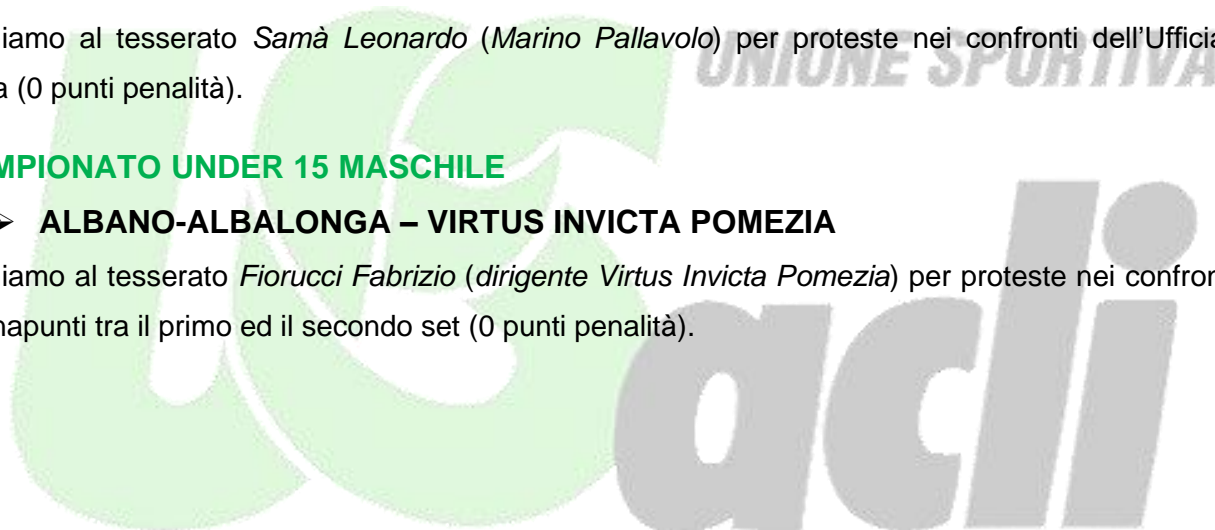 iamo al tesserato Samà Leonardo (Marino Pallavolo) per proteste nei confronti dell'Uffici
a (0 punti penalità).
UNIONE SPORTIVA
MPIONATO UNDER 15 MASCHILE
➢ ALBANO-ALBALONGA – VIRTUS INVICTA POMEZIA
iamo al tesserato Fiorucci Fabrizio (dirigente Virtus Invicta Pomezia) per proteste nei confron
napunti tra il primo ed il secondo set (0 punti penalità).
US
acli